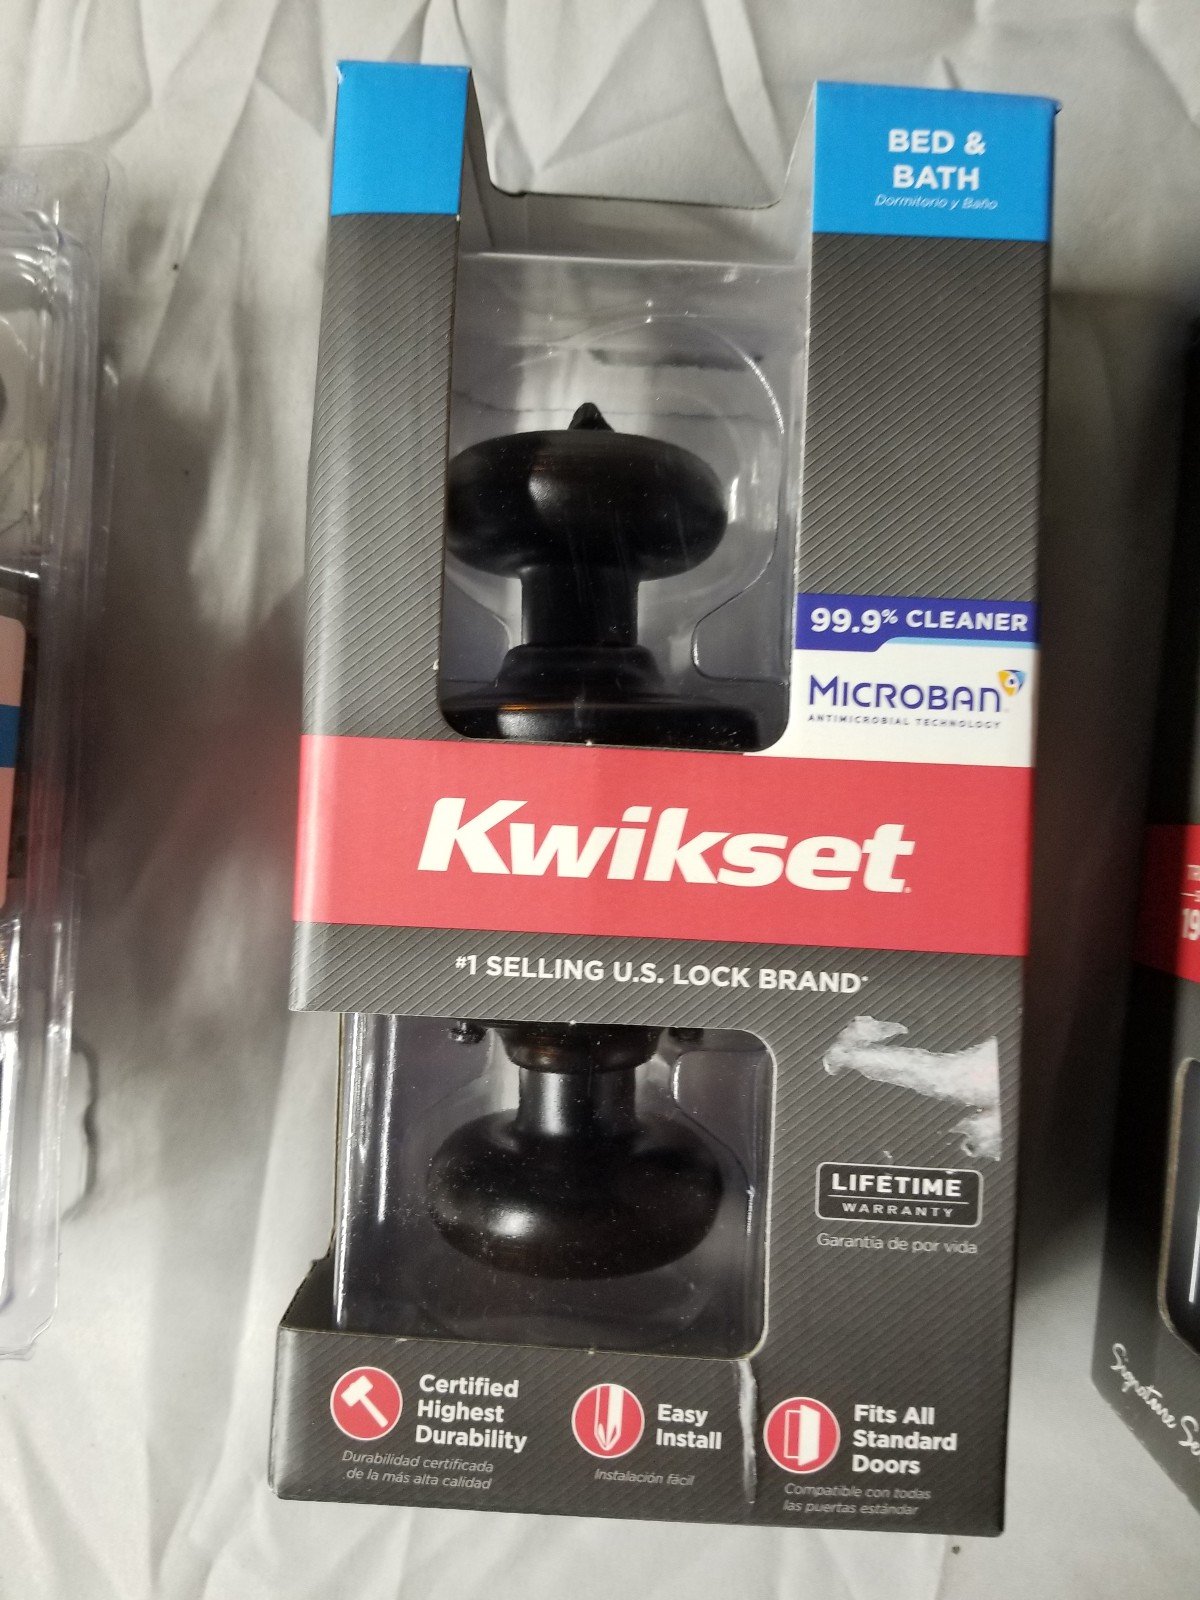 BED &
BATH
Dormitorio y Baño
99.9% CLEANER
MICROBAN
ANTIMICROBIAL TECHNOLOGY
Kwikset
#1 SELLING U.S. LOCK BRAND*
LIFETIME
WARRANTY
Garantía de por vida
Certified
Highest
Durability
Durabilidad certificada
de la más alta calidad
Easy
Install
Instalación fácil
Fits All
Standard
Doors
Compatible con todas
las puertas estándar
19
Signature